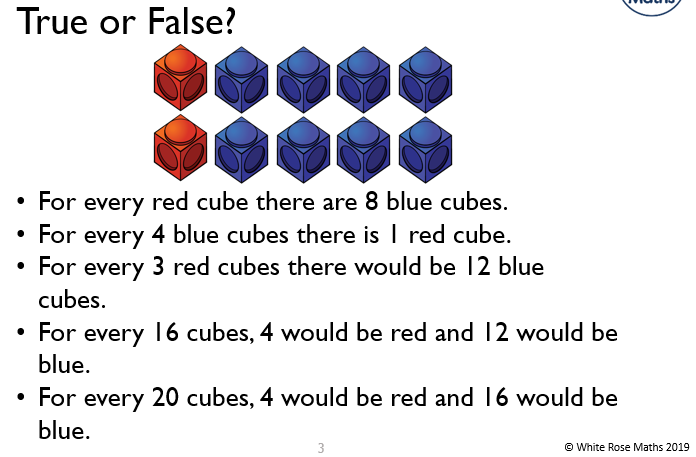 True or False?
• For every red cube there are 8 blue cubes.
• For every 4 blue cubes there is 1 red cube.
• For every 3 red cubes there would be 12 blue
cubes.
• For every 16 cubes, 4 would be red and 12 would be
blue.
• For every 20 cubes, 4 would be red and 16 would be
blue.
3
© White Rose Maths 2019